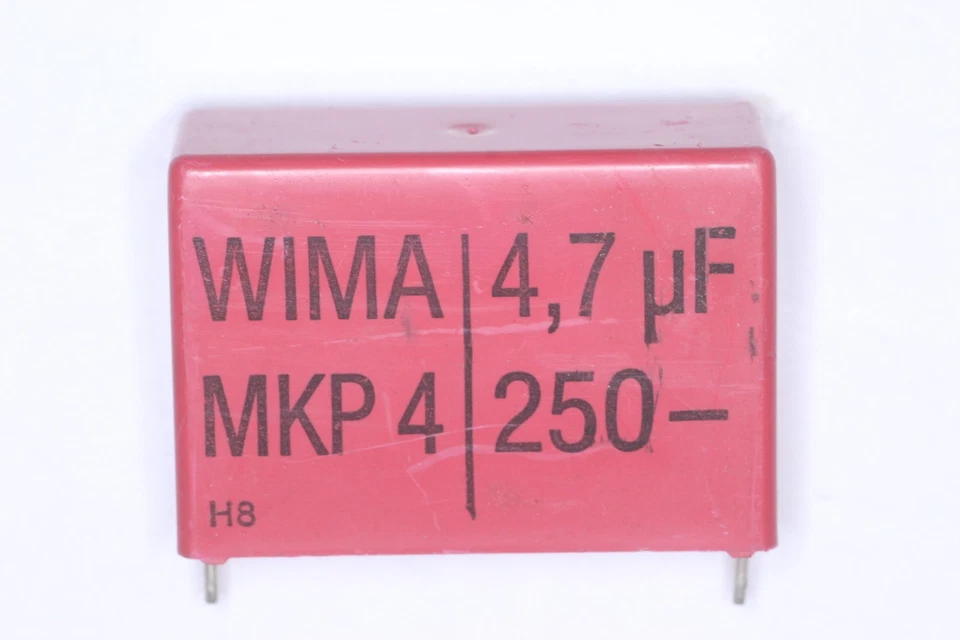 WIMA | 4,7 µF
MKP 4 | 250 –
H8